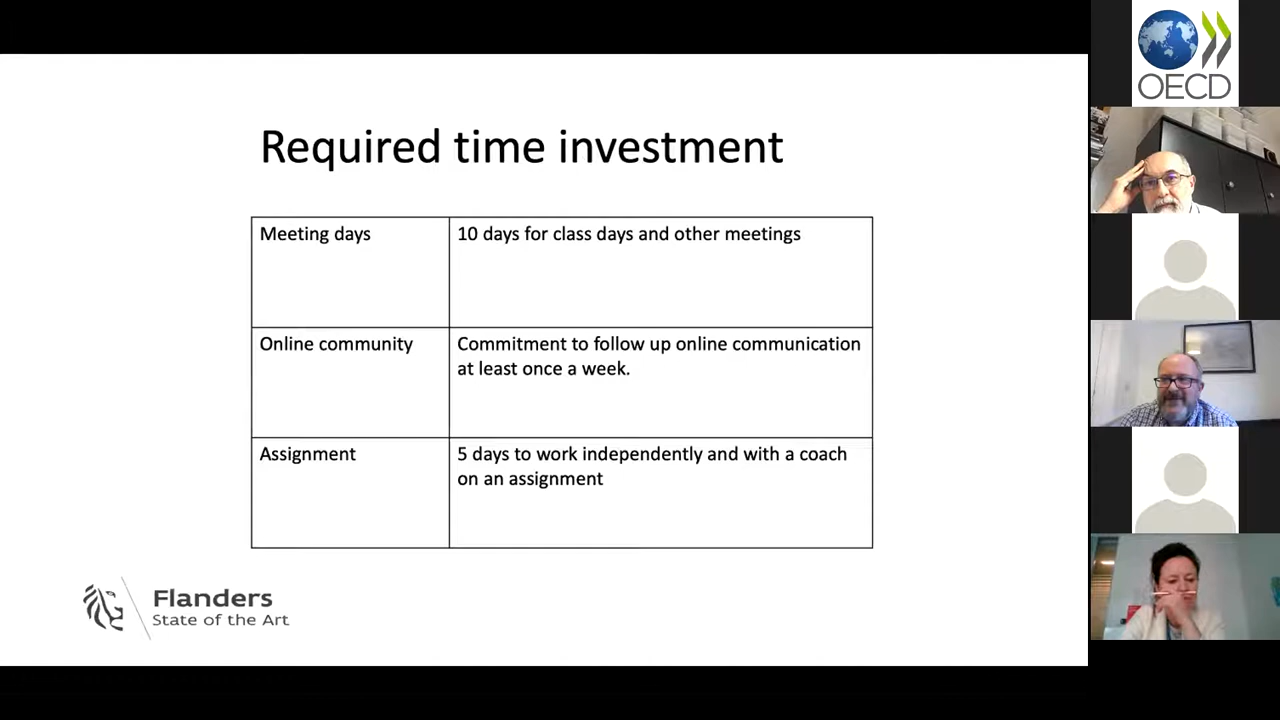 Required time investment
Meeting days
10 days for class days and other meetings
Online community
Commitment to follow up online communication
at least once a week.
Assignment
5 days to work independently and with a coach
on an assignment
Flanders
State of the Art
OECD